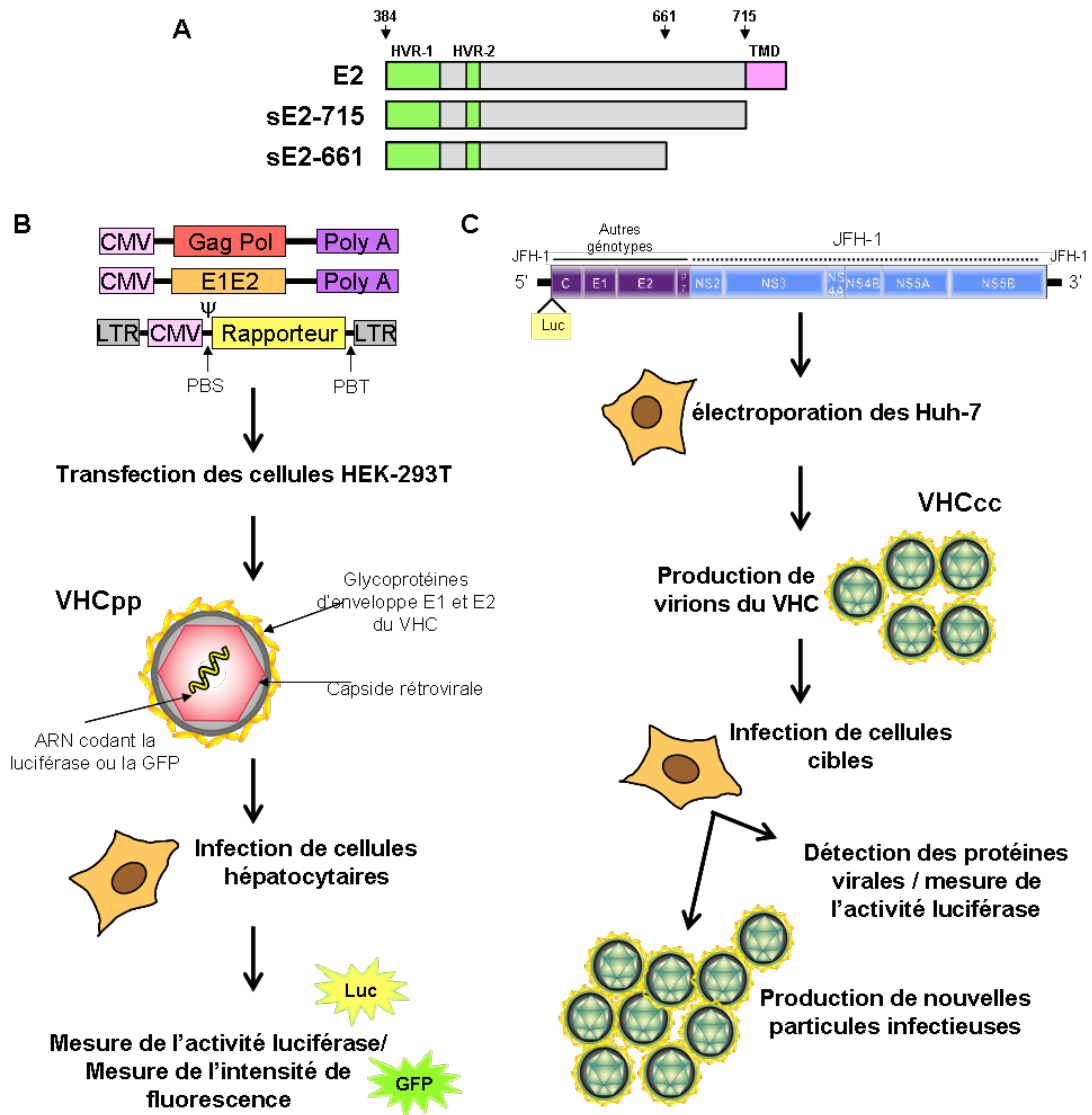 384 661 715
A
HVR-1 HVR-2 TMD
E2
sE2-715
sE2-661
B
CMV Gag Pol Poly A
CMV E1E2 Poly A
Ψ
LTR CMV Rapporteur LTR
PBS PBT
Transfection des cellules HEK-293T
VHCpp
Glycoprotéines
d'enveloppe E1 et E2
du VHC
Capside rétrovirale
ARN codant la
luciférase ou la GFP
Infection de cellules
hépatocytaires
Luc
Mesure de l'activité luciférase/
Mesure de l'intensité de
fluorescence
GFP
C
Autres
génotypes
JFH-1
JFH-1 JFH-1
5' C E1 E2 p7 NS2 NS3 NS4A NS4B NS5A NS5B 3'
Luc
électroporation des Huh-7
VHCcc
Production de
virions du VHC
Infection de cellules
cibles
Détection des protéines
virales / mesure de
l'activité luciférase
Production de nouvelles
particules infectieuses